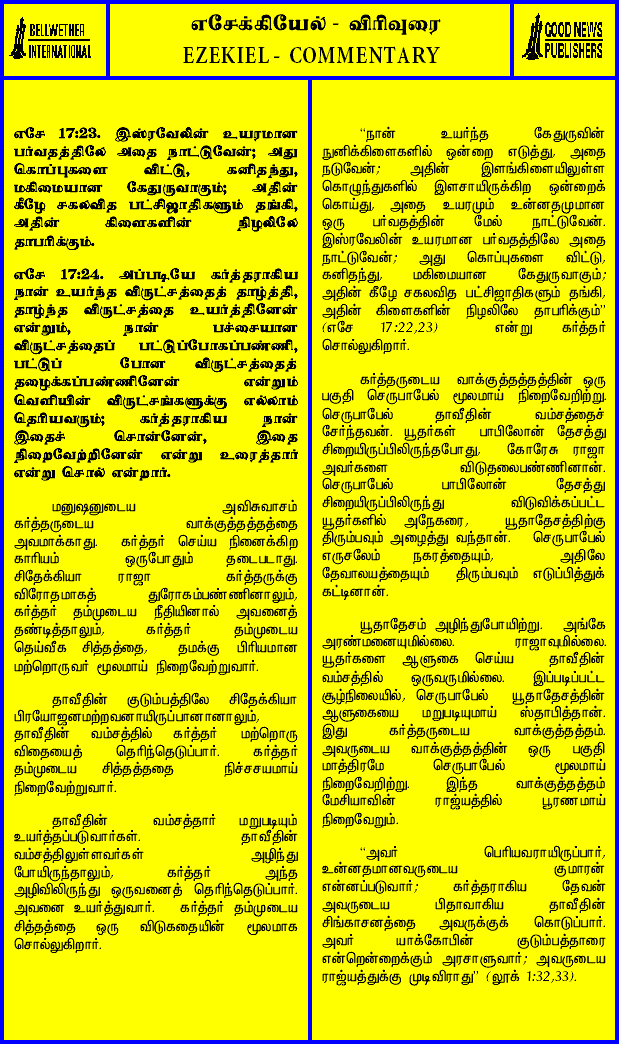 BELLWETHER
INTERNATIONAL
எசேக்கியேல் - விரிவுரை
EZEKIEL - COMMENTARY
GOOD NEWS
PUBLISHERS
எசே 17:23. இஸ்ரவேலின் உயரமான
பர்வதத்திலே அதை நாட்டுவேன்; அது
கொப்புகளை விட்டு, கனிதந்து,
மகிமையான கேதுருவாகும்; அதின்
கீழே சகலவித பட்சிஜாதிகளும் தங்கி,
அதின் கிளைகளின் நிழலிலே
தாபரிக்கும்.
எசே 17:24. அப்படியே கர்த்தராகிய
நான் உயர்ந்த விருட்சத்தைத் தாழ்த்தி,
தாழ்ந்த விருட்சத்தை உயர்த்தினேன்
என்றும், நான் பச்சையான
விருட்சத்தைப் பட்டுப்போகப்பண்ணி,
பட்டுப் போன விருட்சத்தைத்
தழைக்கப்பண்ணினேன் என்றும்
வெளியின் விருட்சங்களுக்கு எல்லாம்
தெரியவரும்; கர்த்தராகிய நான்
இதைச் சொன்னேன், இதை
நிறைவேற்றினேன் என்று உரைத்தார்
என்று சொல் என்றார்.
மனுஷனுடைய அவிசுவாசம்
கர்த்தருடைய வாக்குத்தத்தத்தை
அவமாக்காது. கர்த்தர் செய்ய நினைக்கிற
காரியம் ஒருபோதும் தடைபடாது.
சிதேக்கியா ராஜா கர்த்தருக்கு
விரோதமாகத் துரோகம்பண்ணினாலும்,
கர்த்தர் தம்முடைய நீதியினால் அவனைத்
தண்டித்தாலும், கர்த்தர் தம்முடைய
தெய்வீக சித்தத்தை, தமக்கு பிரியமான
மற்றொருவர் மூலமாய் நிறைவேற்றுவார்.
தாவீதின் குடும்பத்திலே சிதேக்கியா
பிரயோஜனமற்றவனாயிருப்பானானாலும்,
தாவீதின் வம்சத்தில் கர்த்தர் மற்றொரு
விதையைத் தெரிந்தெடுப்பார். கர்த்தர்
தம்முடைய சித்தத்ததை நிச்சசயமாய்
நிறைவேற்றுவார்.
தாவீதின் வம்சத்தார் மறுபடியும்
உயர்த்தப்படுவார்கள். தாவீதின்
வம்சத்திலுள்ளவர்கள் அழிந்து
போயிருந்தாலும், கர்த்தர் அந்த
அழிவிலிருந்து ஒருவனைத் தெரிந்தெடுப்பார்.
அவனை உயர்த்துவார். கர்த்தர் தம்முடைய
சித்தத்தை ஒரு விடுகதையின் மூலமாக
சொல்லுகிறார்.
“நான் உயர்ந்த கேதுருவின்
நுனிக்கிளைகளில் ஒன்றை எடுத்து, அதை
நடுவேன்; அதின் இளங்கிளையிலுள்ள
கொழுந்துகளில் இளசாயிருக்கிற ஒன்றைக்
கொய்து, அதை உயரமும் உன்னதமுமான
ஒரு பர்வதத்தின் மேல் நாட்டுவேன்.
இஸ்ரவேலின் உயரமான பர்வதத்திலே அதை
நாட்டுவேன்; அது கொப்புகளை விட்டு,
கனிதந்து, மகிமையான கேதுருவாகும்;
அதின் கீழே சகலவித பட்சிஜாதிகளும் தங்கி,
அதின் கிளைகளின் நிழலிலே தாபரிக்கும்”
(எசே 17:22,23) என்று கர்த்தர்
சொல்லுகிறார்.
கர்த்தருடைய வாக்குத்தத்தத்தின் ஒரு
பகுதி செருபாபேல் மூலமாய் நிறைவேறிற்று.
செருபாபேல் தாவீதின் வம்சத்தைச்
சேர்ந்தவன். யூதர்கள் பாபிலோன் தேசத்து
சிறையிருப்பிலிருந்தபோது, கோரேசு ராஜா
அவர்களை விடுதலைபண்ணினான்.
செருபாபேல் பாபிலோன் தேசத்து
சிறையிருப்பிலிருந்து விடுவிக்கப்பட்ட
யூதர்களில் அநேகரை, யூதாதேசத்திற்கு
திரும்பவும் அழைத்து வந்தான். செருபாபேல்
எருசலேம் நகரத்தையும், அதிலே
தேவாலயத்தையும் திரும்பவும் எடுப்பித்துக்
கட்டினான்.
யூதாதேசம் அழிந்துபோயிற்று. அங்கே
அரண்மனையுமில்லை. ராஜாவுமில்லை.
யூதர்களை ஆளுகை செய்ய தாவீதின்
வம்சத்தில் ஒருவருமில்லை. இப்படிப்பட்ட
சூழ்நிலையில், செருபாபேல் யூதாதேசத்தின்
ஆளுகையை மறுபடியுமாய் ஸ்தாபித்தான்.
இது கர்த்தருடைய வாக்குத்தத்தம்.
அவருடைய வாக்குத்தத்தின் ஒரு பகுதி
மாத்திரமே செருபாபேல் மூலமாய்
நிறைவேறிற்று. இந்த வாக்குத்தத்தம்
மேசியாவின் ராஜ்யத்தில் பூரணமாய்
நிறைவேறும்.
“அவர் பெரியவராயிருப்பார்,
உன்னதமானவருடைய குமாரன்
என்னப்படுவார்; கர்த்தராகிய தேவன்
அவருடைய பிதாவாகிய தாவீதின்
சிங்காசனத்தை அவருக்குக் கொடுப்பார்.
அவர் யாக்கோபின் குடும்பத்தாரை
என்றென்றைக்கும் அரசாளுவார்; அவருடைய
ராஜ்யத்துக்கு முடிவிராது” (லூக் 1:32,33).